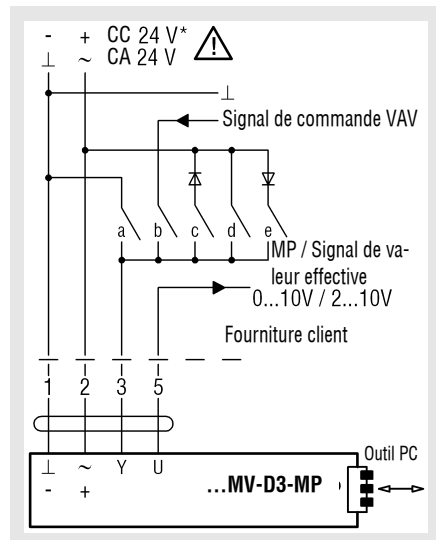 - + CC 24 V*
⊥ ~ CA 24 V
⊥
Signal de commande VAV
a b c d e
MP / Signal de va-
leur effective
0...10V / 2...10V
Fourniture client
1 2 3 5
Outil PC
⊥ ~ Y U
- +
...MV-D3-MP